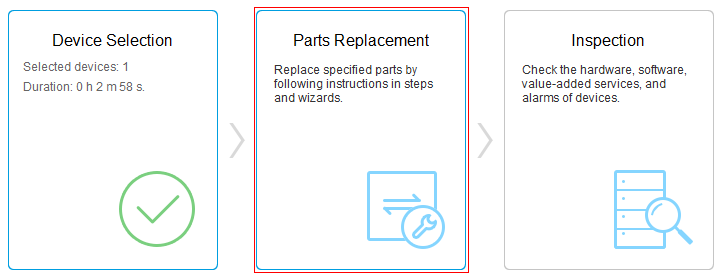 Device Selection
Selected devices: 1
Duration: 0 h 2 m 58 s.
Parts Replacement
Replace specified parts by
following instructions in steps
and wizards.
Inspection
Check the hardware, software,
value-added services, and
alarms of devices.